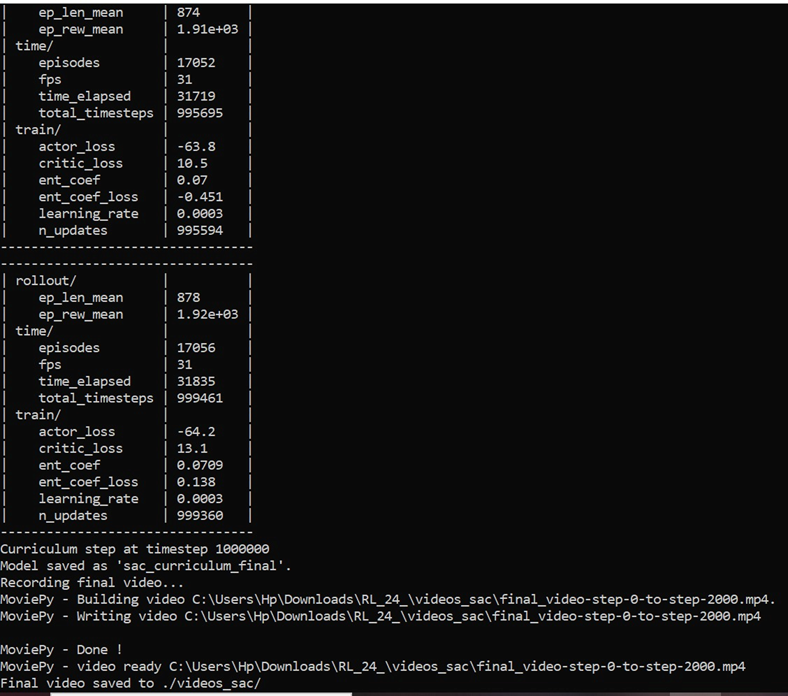 |    ep_len_mean      | 874      |
|    ep_rew_mean      | 1.91e+03 |
| time/               |          |
|    episodes         | 17052    |
|    fps              | 31       |
|    time_elapsed     | 31719    |
|    total_timesteps  | 995695   |
| train/              |          |
|    actor_loss       | -63.8    |
|    critic_loss      | 10.5     |
|    ent_coef         | 0.07     |
|    ent_coef_loss    | -0.451   |
|    learning_rate    | 0.0003   |
|    n_updates        | 995594   |
---------------------------------
---------------------------------
| rollout/            |          |
|    ep_len_mean      | 878      |
|    ep_rew_mean      | 1.92e+03 |
| time/               |          |
|    episodes         | 17056    |
|    fps              | 31       |
|    time_elapsed     | 31835    |
|    total_timesteps  | 999461   |
| train/              |          |
|    actor_loss       | -64.2    |
|    critic_loss      | 13.1     |
|    ent_coef         | 0.0709   |
|    ent_coef_loss    | 0.138    |
|    learning_rate    | 0.0003   |
|    n_updates        | 999360   |
---------------------------------
Curriculum step at timestep 1000000
Model saved as 'sac_curriculum_final'.
Recording final video...
MoviePy - Building video C:\Users\Hp\Downloads\RL_24_\videos_sac\final_video-step-0-to-step-2000.mp4.
MoviePy - Writing video C:\Users\Hp\Downloads\RL_24_\videos_sac\final_video-step-0-to-step-2000.mp4
MoviePy - Done !
MoviePy - video ready C:\Users\Hp\Downloads\RL_24_\videos_sac\final_video-step-0-to-step-2000.mp4
Final video saved to ./videos_sac/